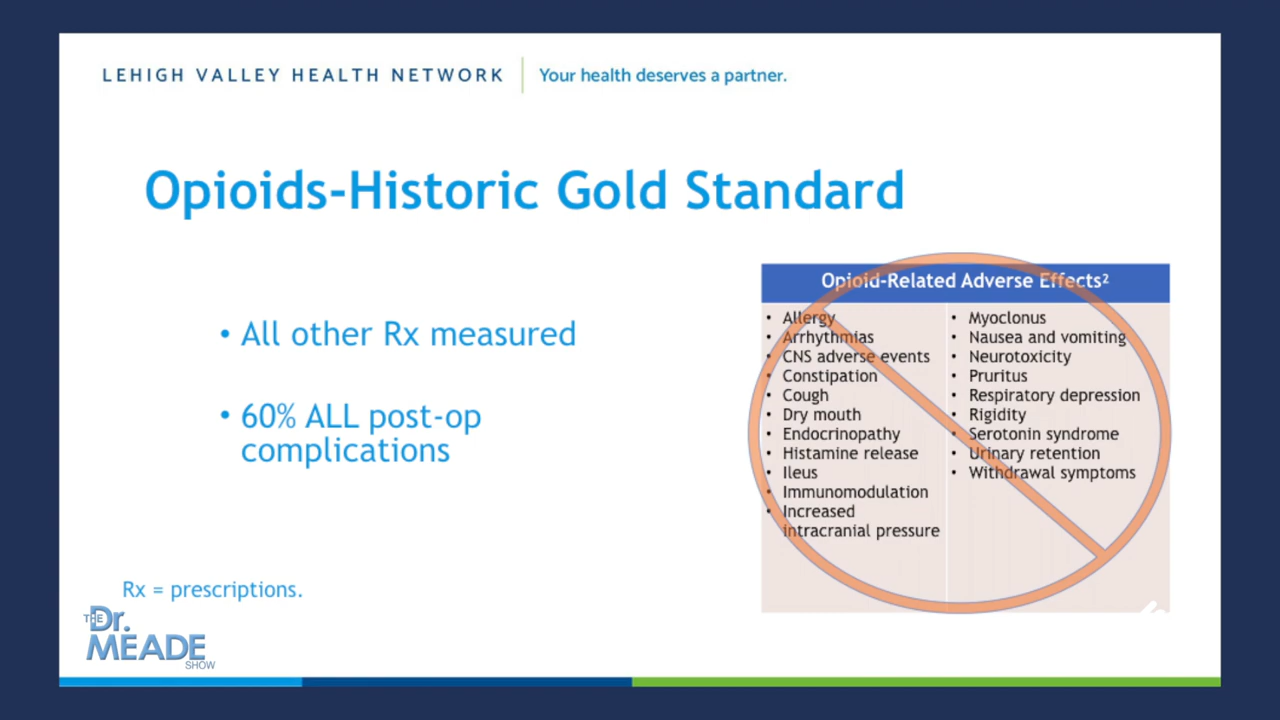 LEHIGH VALLEY HEALTH NETWORK
Your health deserves a partner.
Opioids-Historic Gold Standard
• All other Rx measured
• 60% ALL post-op
complications
Opioid-Related Adverse Effects²
• Allergy
• Arrhythmias
• CNS adverse events
• Constipation
• Cough
• Dry mouth
• Endocrinopathy
• Histamine release
• Ileus
• Immunomodulation
• Increased
intracranial pressure
• Myoclonus
• Nausea and vomiting
• Neurotoxicity
• Pruritus
• Respiratory depression
• Rigidity
• Serotonin syndrome
• Urinary retention
• Withdrawal symptoms
Rx = prescriptions.
THE Dr.
MEADE
SHOW